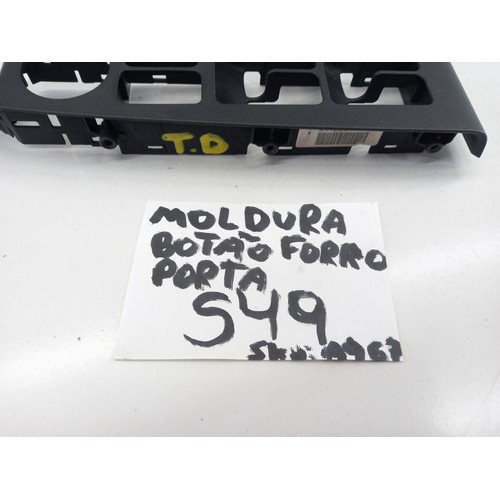 T.D
MOLDURA
BOTÃO FORRO
PORTA
S49